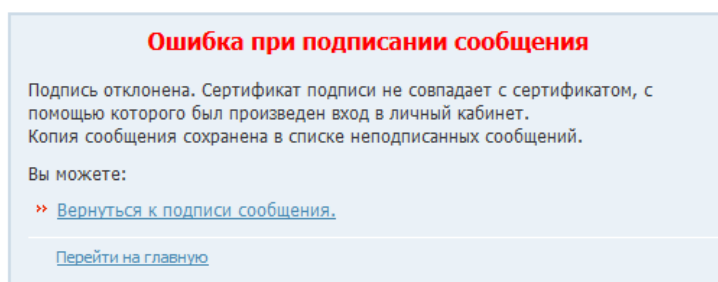 Ошибка при подписании сообщения
Подпись отклонена. Сертификат подписи не совпадает с сертификатом, с
помощью которого был произведен вход в личный кабинет.
Копия сообщения сохранена в списке неподписанных сообщений.
Вы можете:
» Вернуться к подписи сообщения.
Перейти на главную